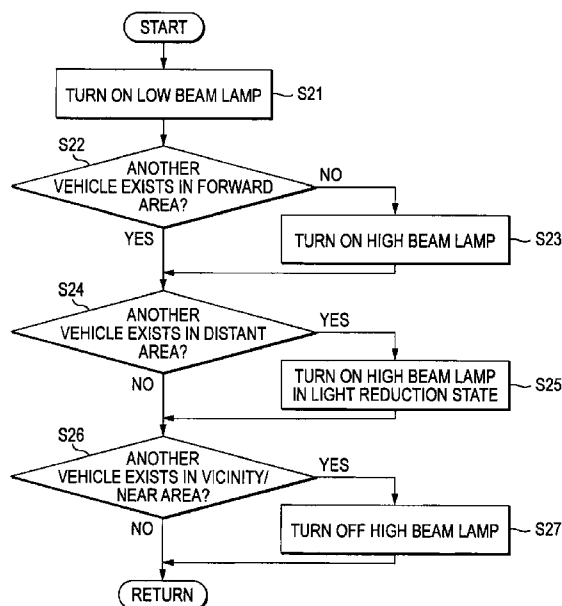 START
TURN ON LOW BEAM LAMP
S21
S22
ANOTHER
VEHICLE EXISTS IN FORWARD
AREA?
NO
YES
TURN ON HIGH BEAM LAMP
S23
S24
ANOTHER
VEHICLE EXISTS IN DISTANT
AREA?
YES
NO
TURN ON HIGH BEAM LAMP
IN LIGHT REDUCTION STATE
S25
S26
ANOTHER
VEHICLE EXISTS IN VICINITY/
NEAR AREA?
YES
NO
TURN OFF HIGH BEAM LAMP
S27
RETURN